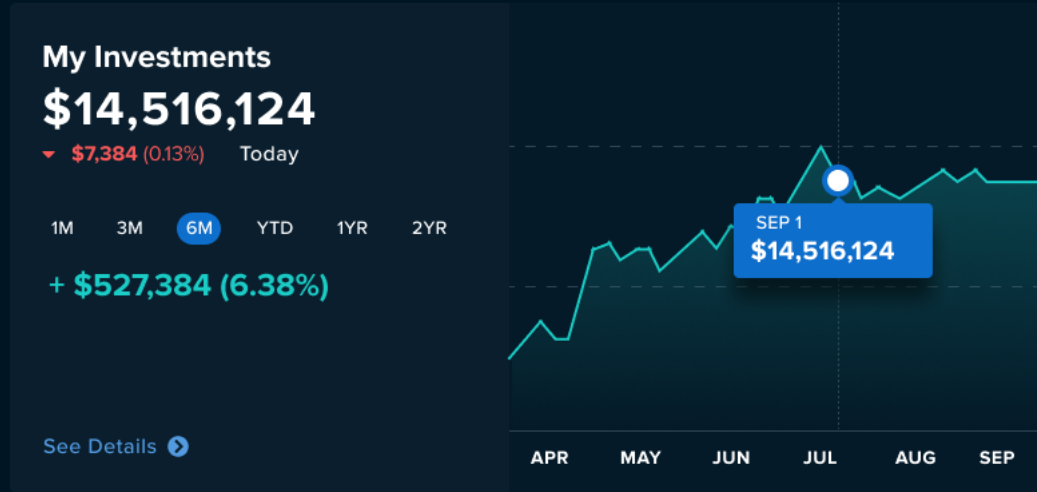 My Investments
$14,516,124
$7,384 (0.13%) Today
1M 3M 6M YTD 1YR 2YR
+ $527,384 (6.38%)
See Details
SEP 1
$14,516,124
APR MAY JUN JUL AUG SEP